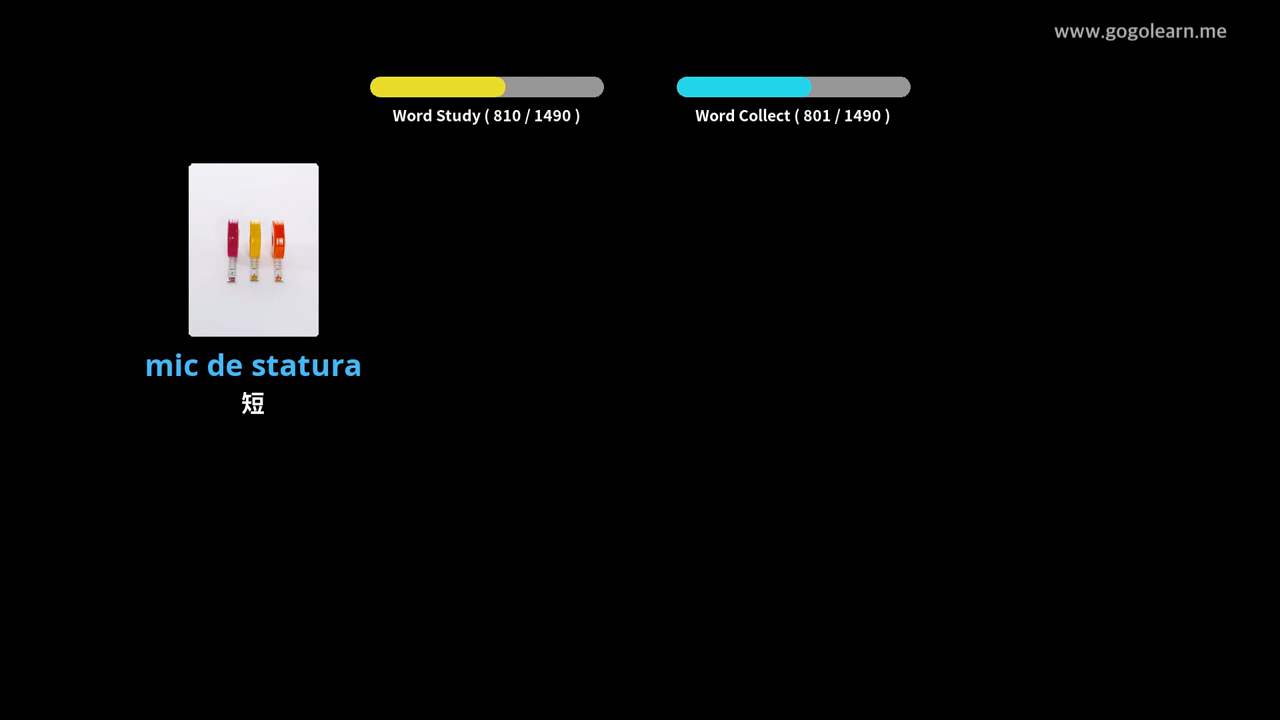 www.gogolearn.me
Word Study ( 810 / 1490 )
Word Collect ( 801 / 1490 )
mic de statura
短